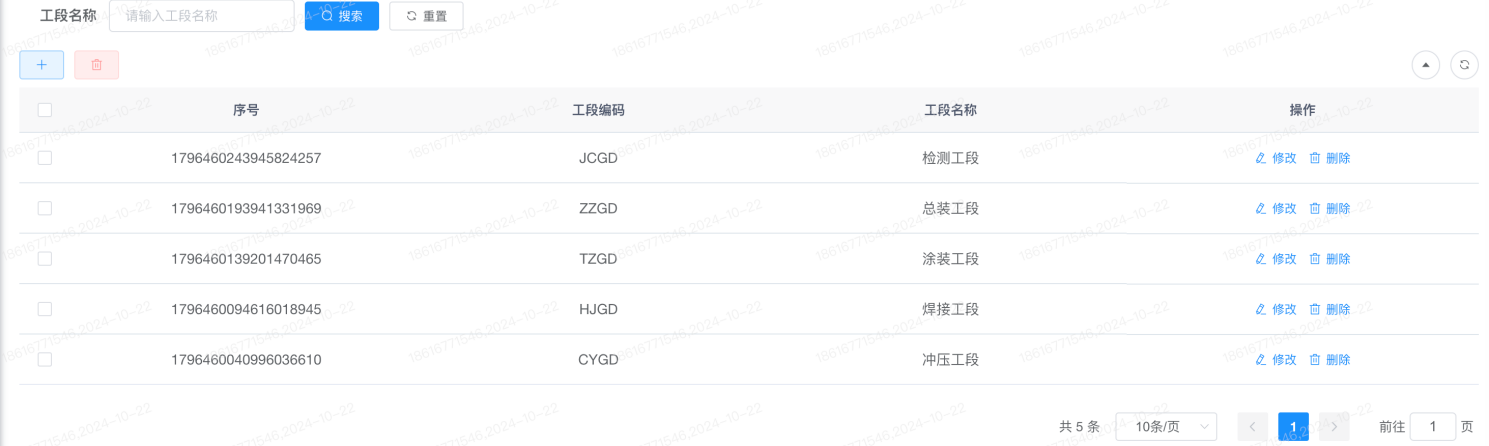 工段名称 请输入工段名称 搜索 重置
序号 工段编码 工段名称 操作
1796460243945824257 JCGD 检测工段 修改 删除
1796460193941331969 ZZGD 总装工段 修改 删除
1796460139201470465 TZGD 涂装工段 修改 删除
1796460094616018945 HJGD 焊接工段 修改 删除
1796460040996036610 CYGD 冲压工段 修改 删除
共 5 条 10条/页 1 前往 1 页
18616771546,2024-10-22